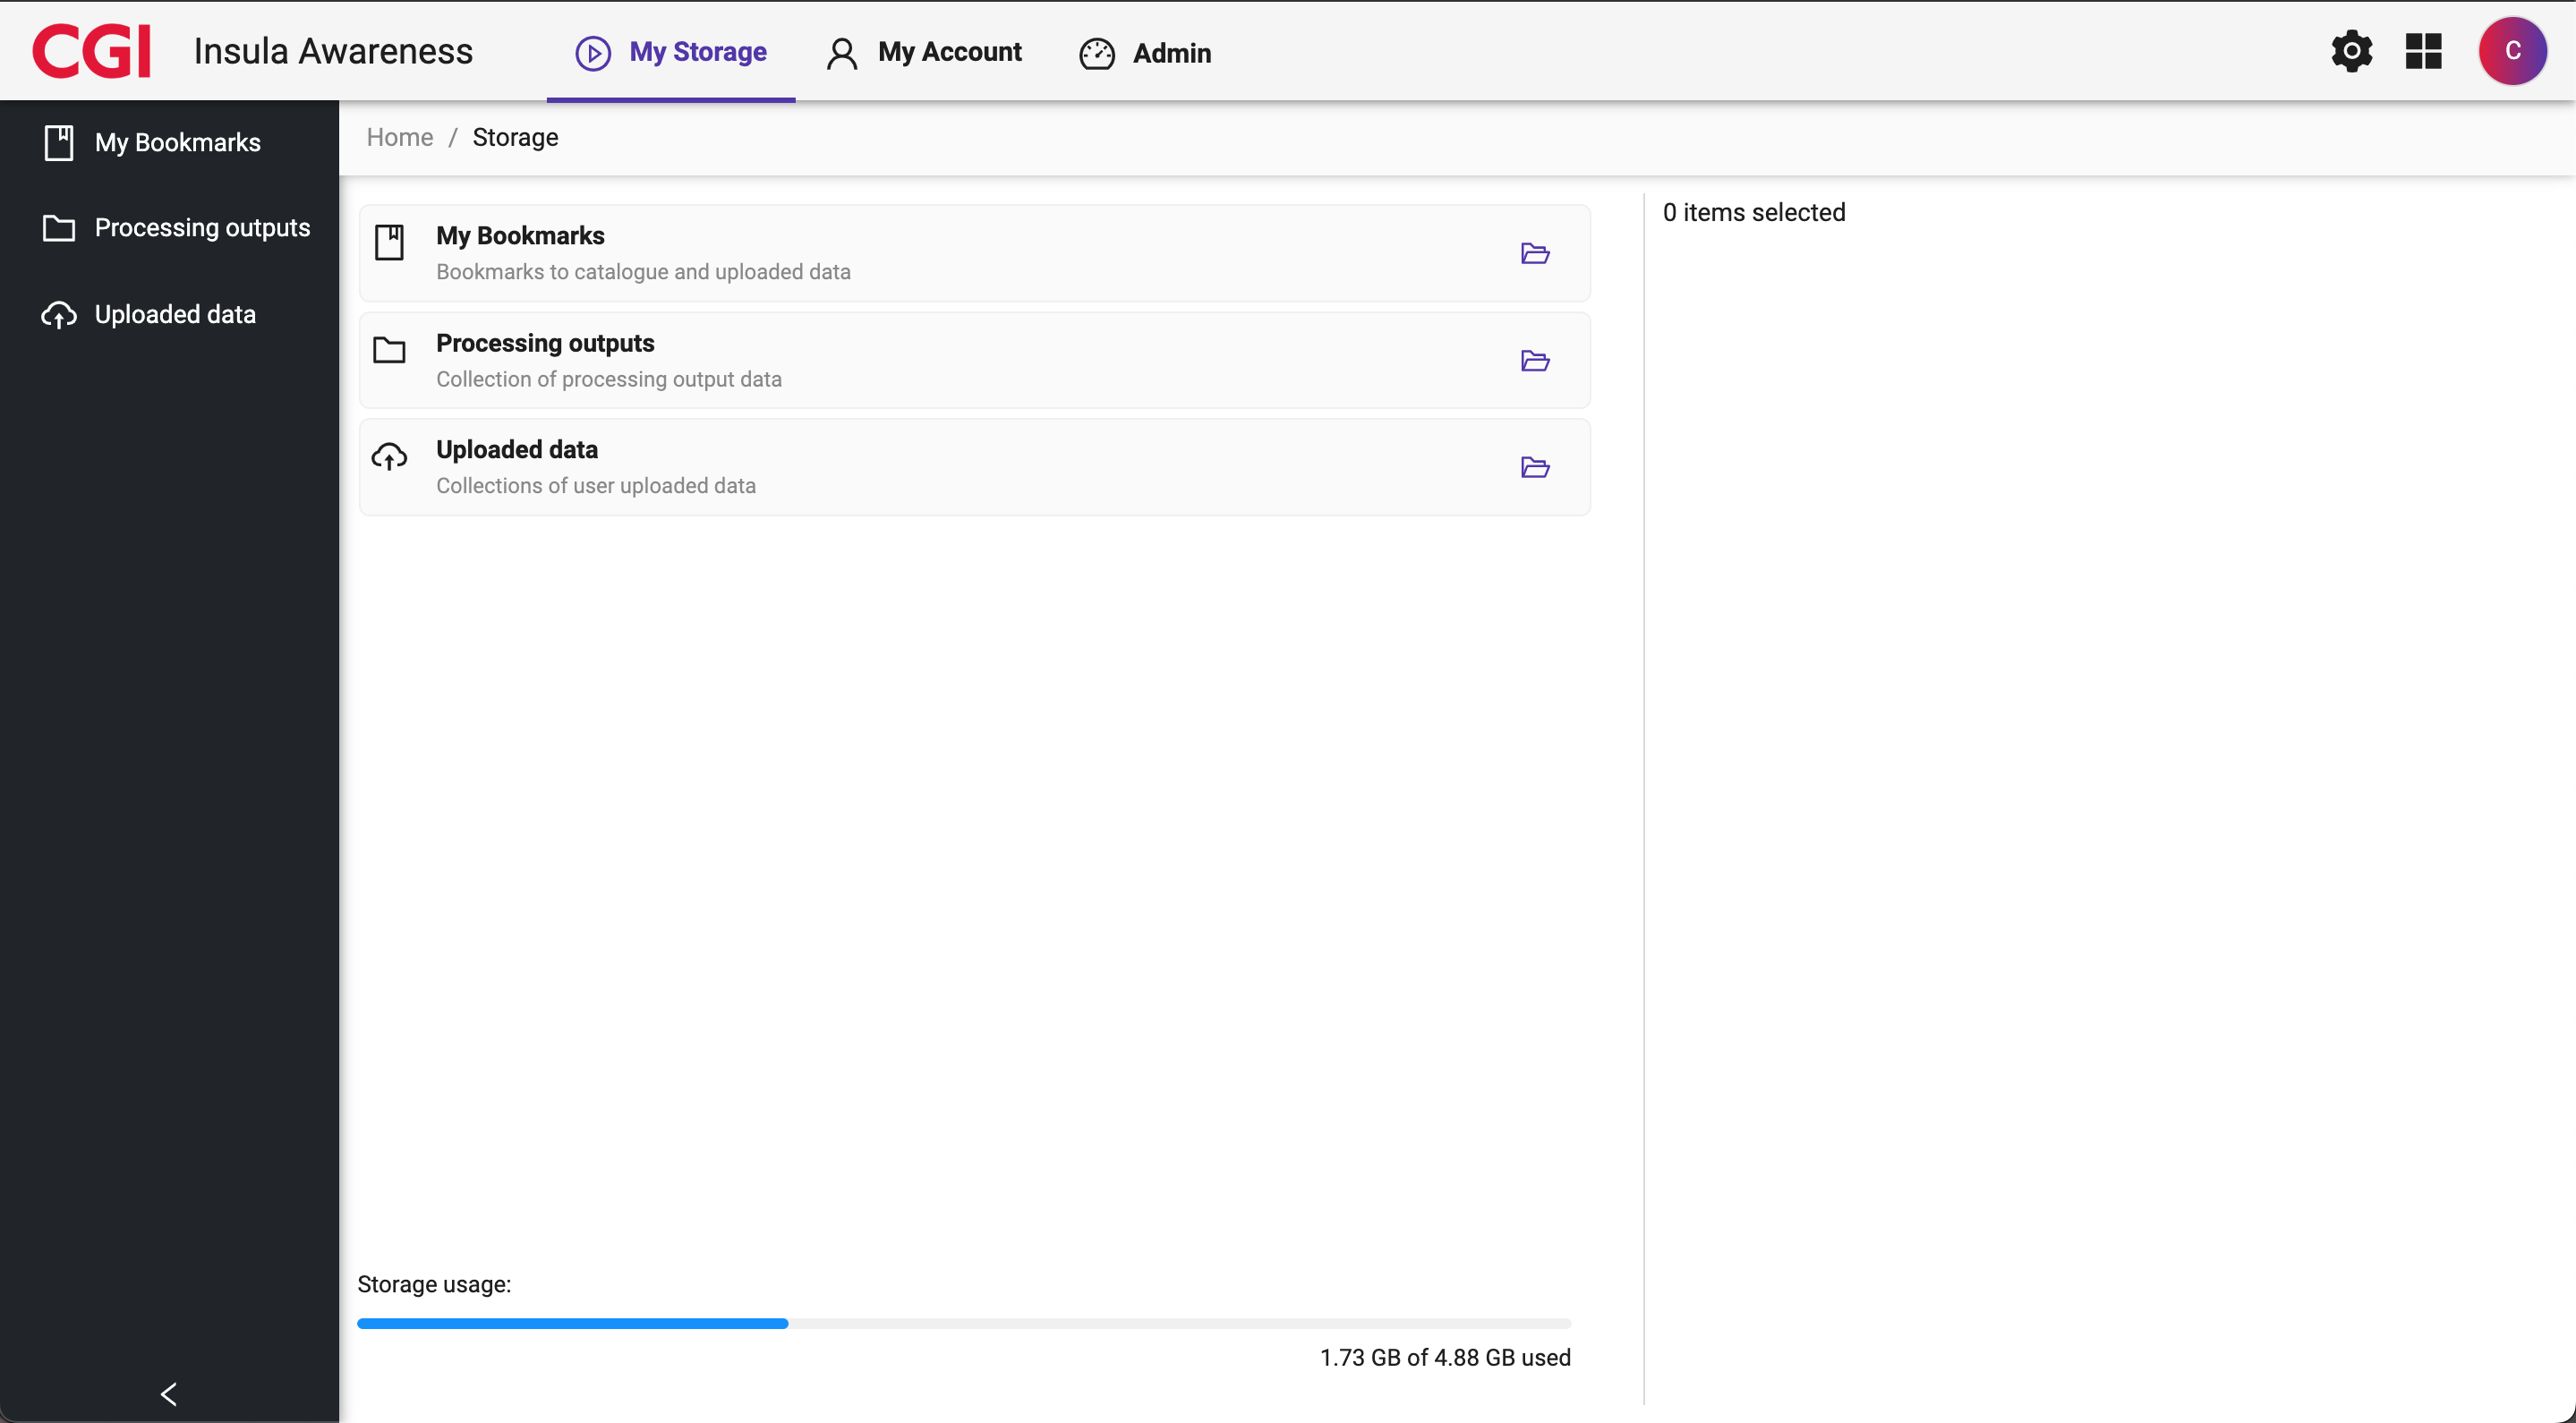 CGI Insula Awareness My Storage My Account Admin C
My Bookmarks
Processing outputs
Uploaded data
Home / Storage
My Bookmarks
Bookmarks to catalogue and uploaded data
Processing outputs
Collection of processing output data
Uploaded data
Collections of user uploaded data
0 items selected
Storage usage:
1.73 GB of 4.88 GB used